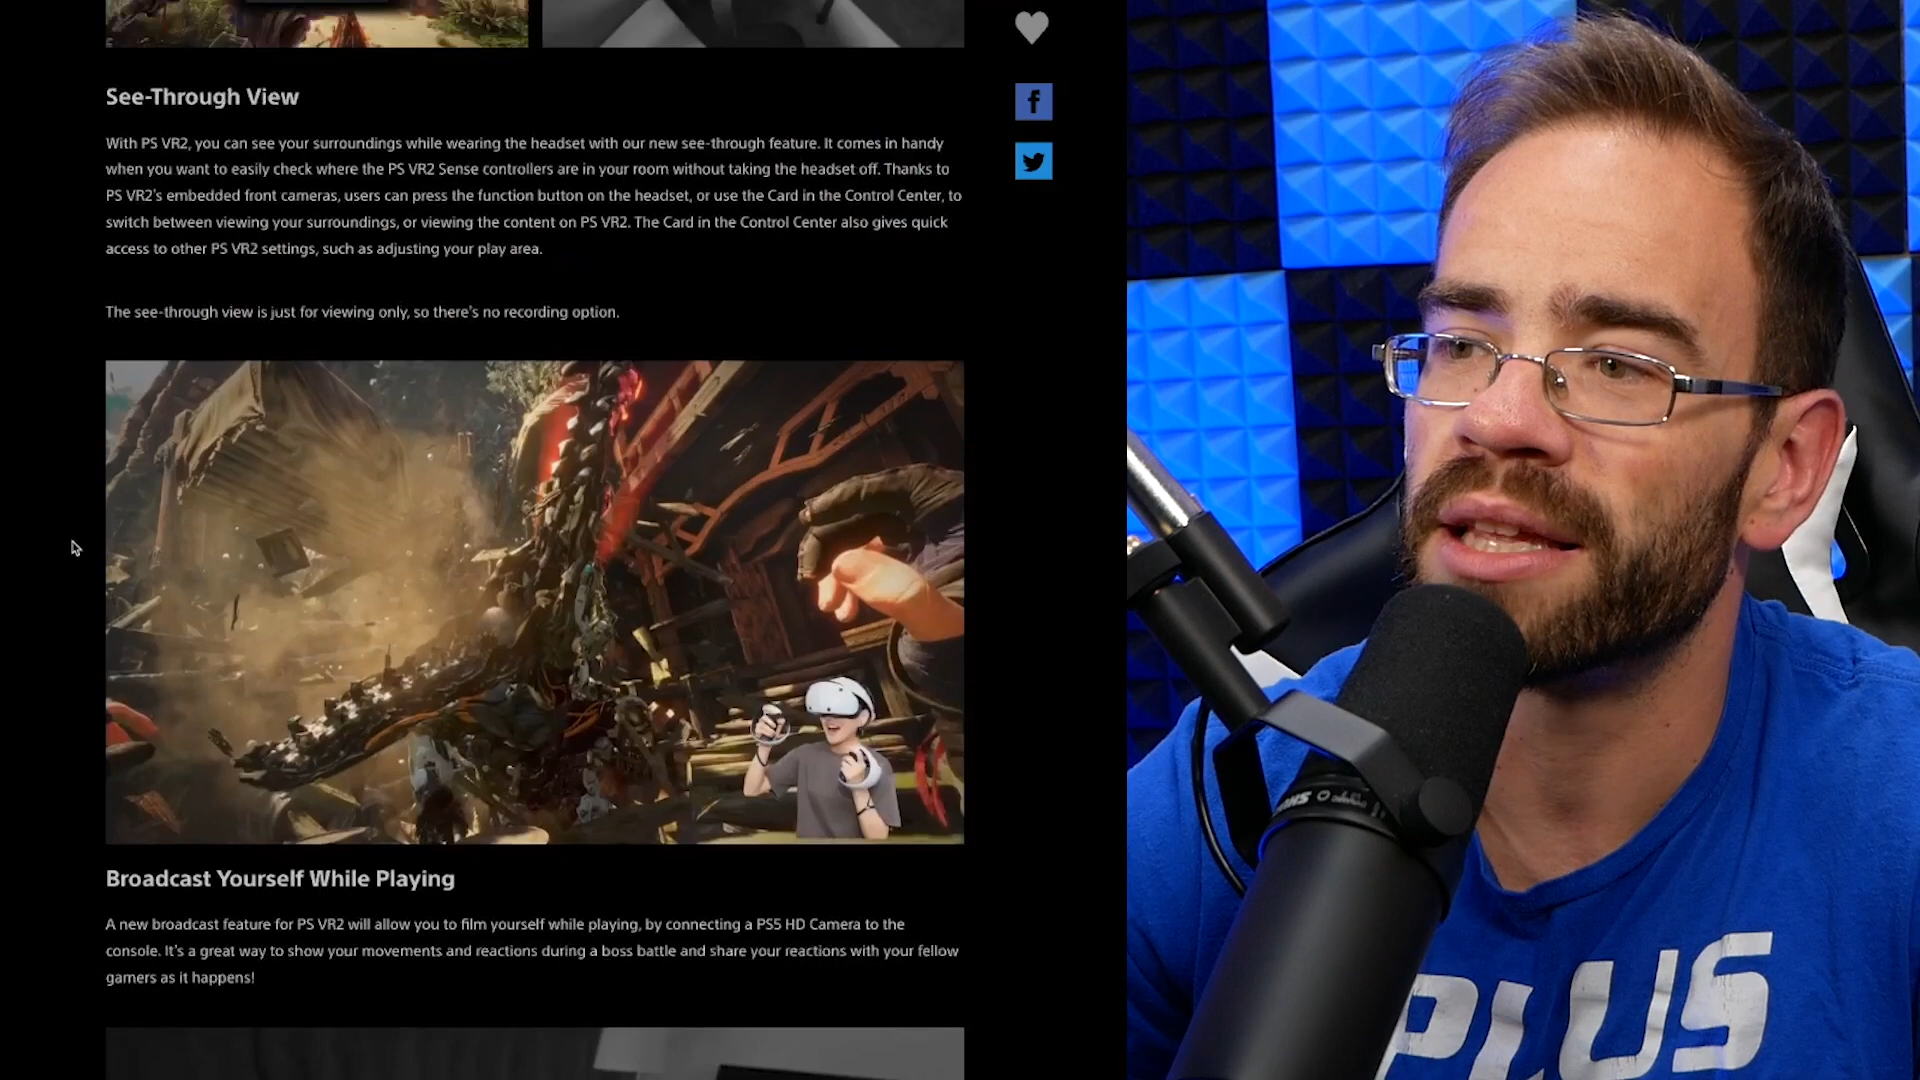 See-Through View
With PS VR2, you can see your surroundings while wearing the headset with our new see-through feature. It comes in handy
when you want to easily check where the PS VR2 Sense controllers are in your room without taking the headset off. Thanks to
PS VR2's embedded front cameras, users can press the function button on the headset, or use the Card in the Control Center, to
switch between viewing your surroundings, or viewing the content on PS VR2. The Card in the Control Center also gives quick
access to other PS VR2 settings, such as adjusting your play area.
The see-through view is just for viewing only, so there's no recording option.
Broadcast Yourself While Playing
A new broadcast feature for PS VR2 will allow you to film yourself while playing, by connecting a PS5 HD Camera to the
console. It's a great way to show your movements and reactions during a boss battle and share your reactions with your fellow
gamers as it happens!
PLUS